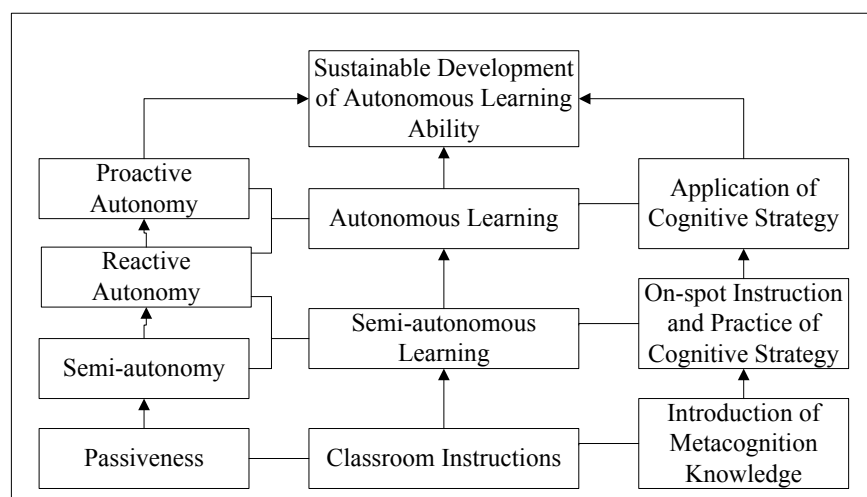 Sustainable Development
of Autonomous Learning
Ability
Proactive
Autonomy
Autonomous Learning
Application of
Cognitive Strategy
Reactive
Autonomy
On-spot Instruction
and Practice of
Cognitive Strategy
Semi-autonomous
Learning
Semi-autonomy
Passiveness
Classroom Instructions
Introduction of
Metacognition
Knowledge